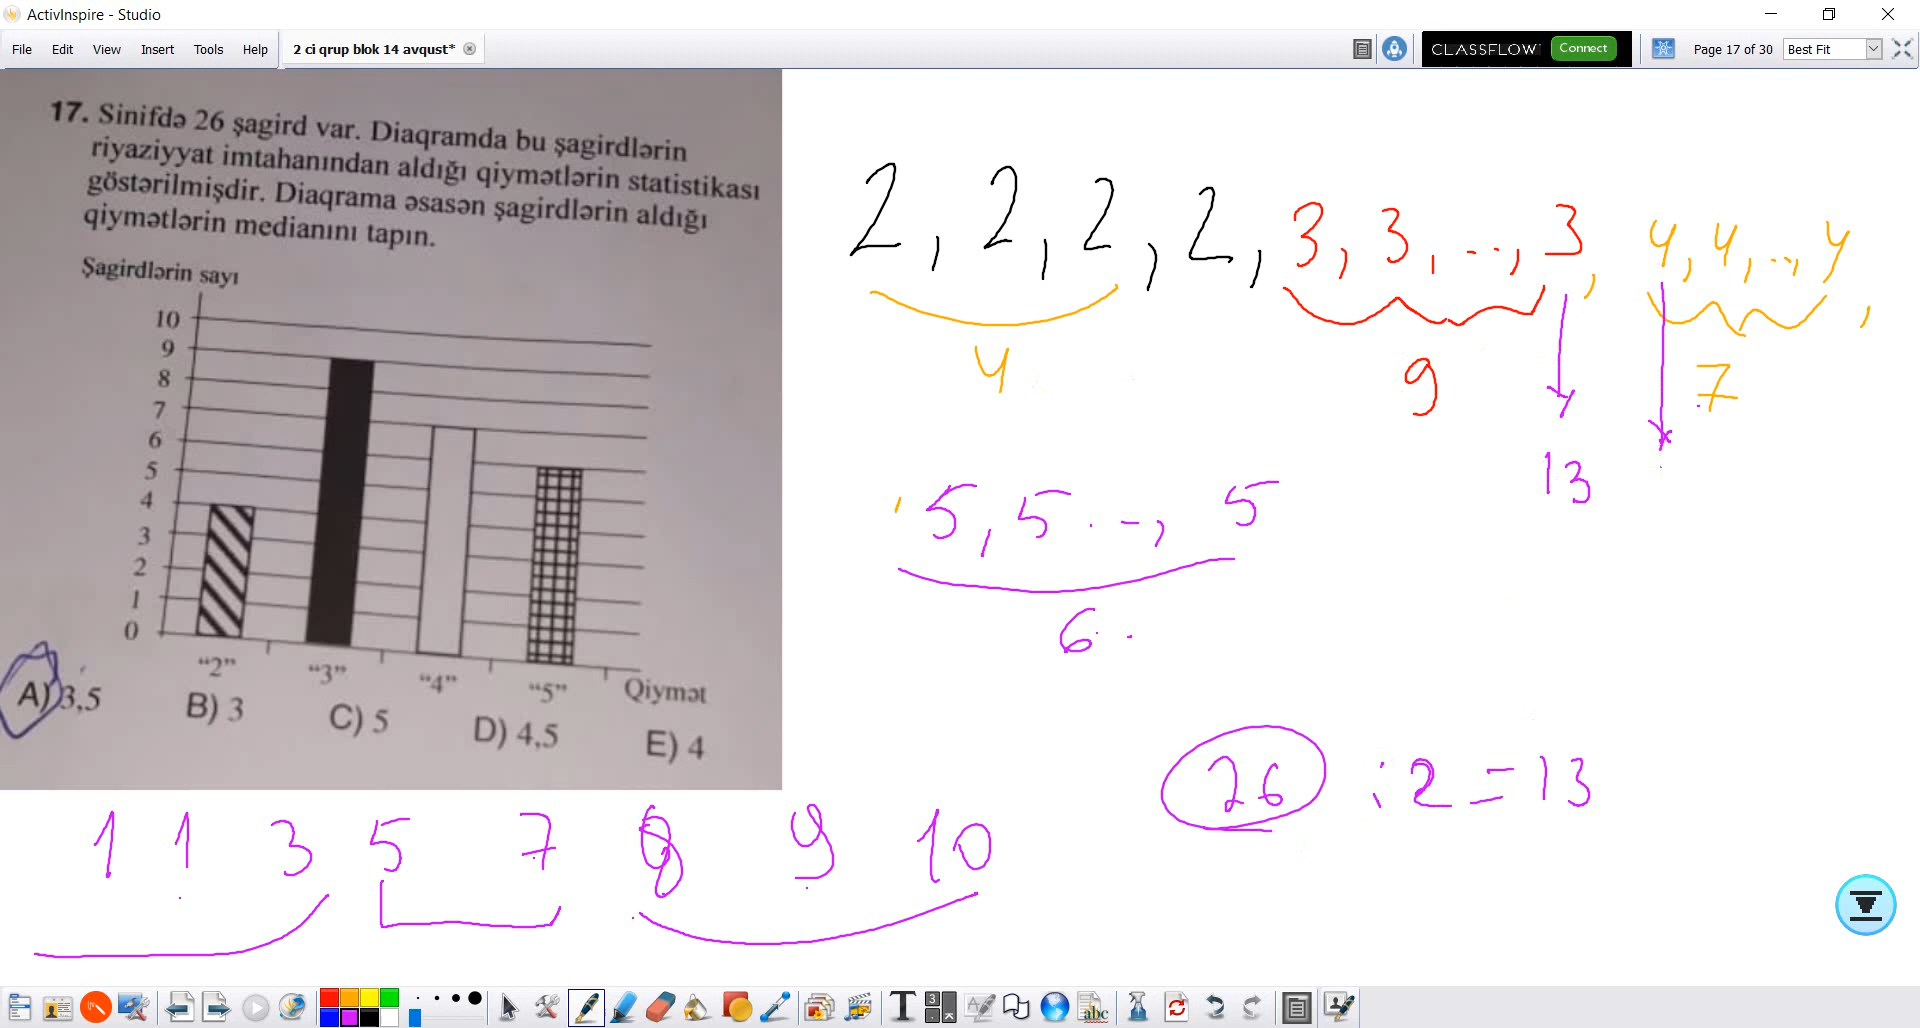 ActivInspire - Studio
File Edit View Insert Tools Help
2 ci qrup blok 14 avqust*
CLASSFLOW Connect
Page 17 of 30
Best Fit
17. Sinifdə 26 şagird var. Diaqramda bu şagirdlərin
riyaziyyat imtahanından aldığı qiymətlərin statistikası
göstərilmişdir. Diaqrama əsasən şagirdlərin aldığı
qiymətlərin medianını tapın.
Şagirdlərin sayı
10
9
8
7
6
5
4
3
2
1
0
"2" "3" "4" "5" Qiymət
A) 3,5 B) 3 C) 5 D) 4,5 E) 4
2, 2, 2, 2, 3, 3, ..., 3, 4, 4, ..., 4,
4 9 7
13
5, 5 ..., 5
6
26 : 2 = 13
1 1 3 5 7 8 9 10